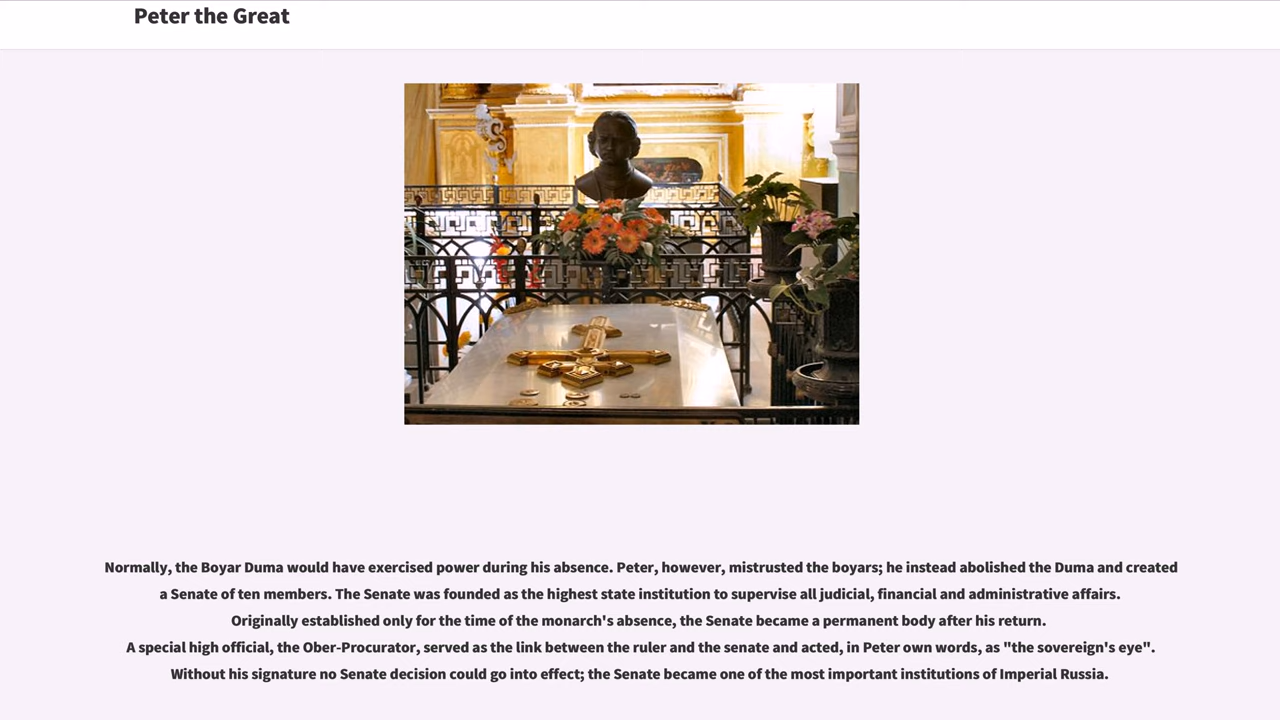 Peter the Great
Normally, the Boyar Duma would have exercised power during his absence. Peter, however, mistrusted the boyars; he instead abolished the Duma and created
a Senate of ten members. The Senate was founded as the highest state institution to supervise all judicial, financial and administrative affairs.
Originally established only for the time of the monarch's absence, the Senate became a permanent body after his return.
A special high official, the Ober-Procurator, served as the link between the ruler and the senate and acted, in Peter own words, as "the sovereign's eye".
Without his signature no Senate decision could go into effect; the Senate became one of the most important institutions of Imperial Russia.